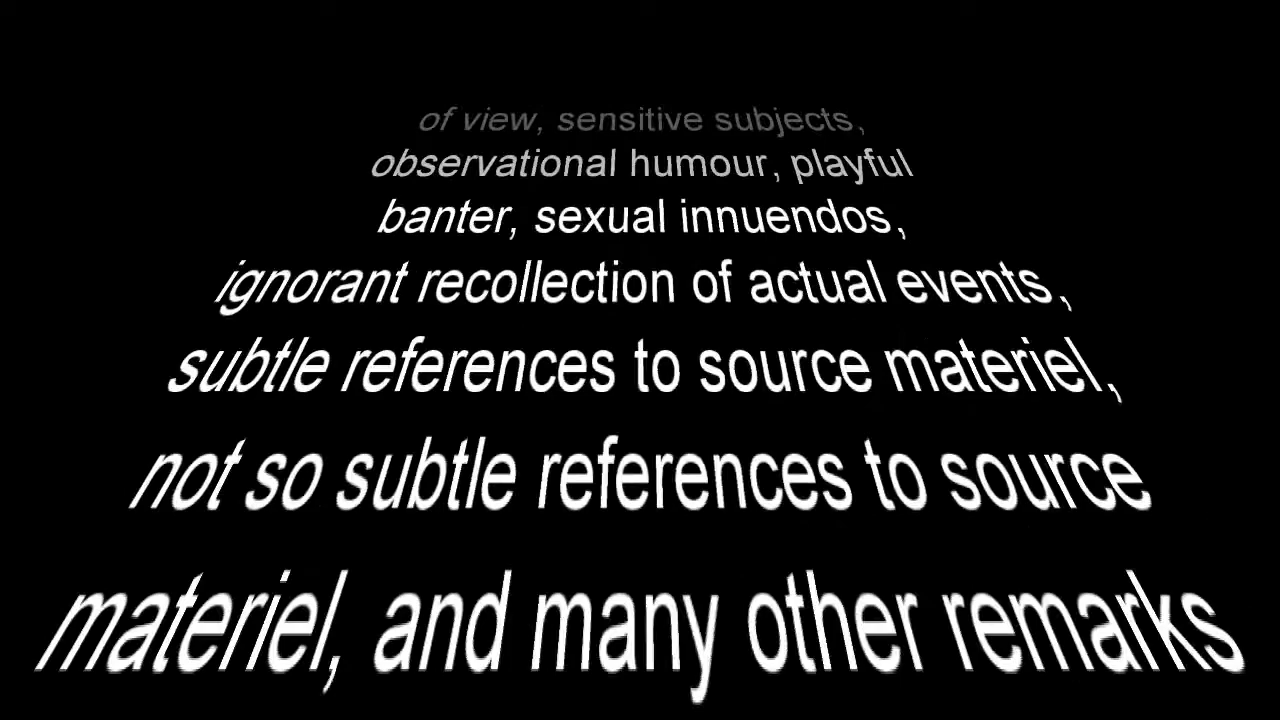 of view, sensitive subjects,
observational humour, playful
banter, sexual innuendos,
ignorant recollection of actual events,
subtle references to source materiel,
not so subtle references to source
materiel, and many other remarks